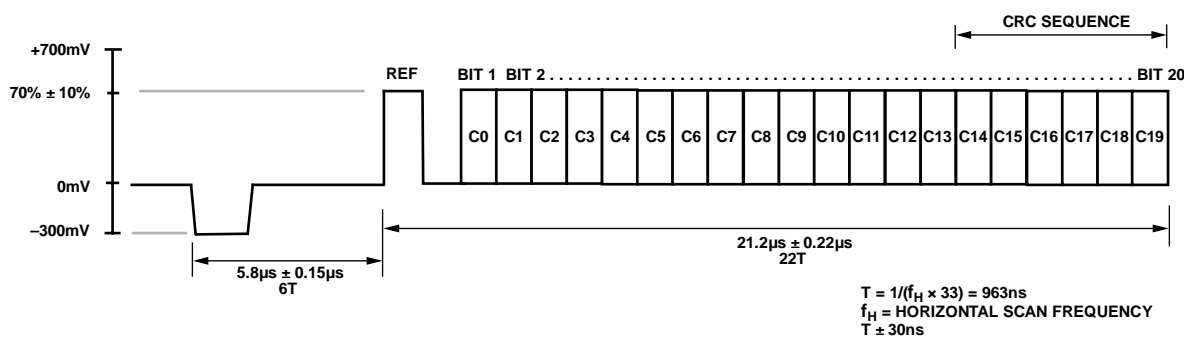 CRC SEQUENCE
+700mV
REF
BIT 1 BIT 2 . . . . . . . . . . . . . . . . . . . . . . . . . . . . . . . . . . . . . . . . . . . . . . . . . . . . . . . . . . . . . . . . BIT 20
70% ± 10%
C0 C1 C2 C3 C4 C5 C6 C7 C8 C9 C10 C11 C12 C13 C14 C15 C16 C17 C18 C19
0mV
–300mV
21.2µs ± 0.22µs
22T
5.8µs ± 0.15µs
6T
T = 1/(fH × 33) = 963ns
fH = HORIZONTAL SCAN FREQUENCY
T ± 30ns